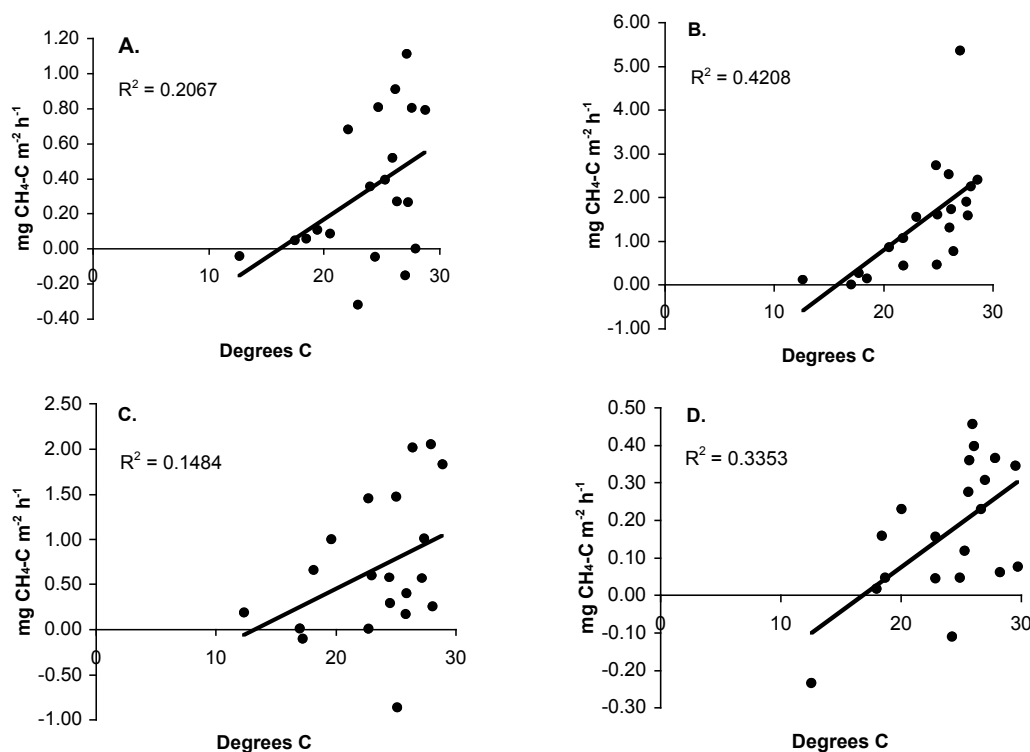 A.
R² = 0.2067
mg CH₄-C m⁻² h⁻¹
1.20
1.00
0.80
0.60
0.40
0.20
0.00
-0.20
-0.40
0 10 20 30
Degrees C
B.
R² = 0.4208
mg CH₄-C m⁻² h⁻¹
6.00
5.00
4.00
3.00
2.00
1.00
0.00
-1.00
0 10 20 30
Degrees C
C.
R² = 0.1484
mg CH₄-C m⁻² h⁻¹
2.50
2.00
1.50
1.00
0.50
0.00
-0.50
-1.00
0 10 20 30
Degrees C
D.
R² = 0.3353
mg CH₄-C m⁻² h⁻¹
0.50
0.40
0.30
0.20
0.10
0.00
-0.10
-0.20
-0.30
0 10 20 30
Degrees C